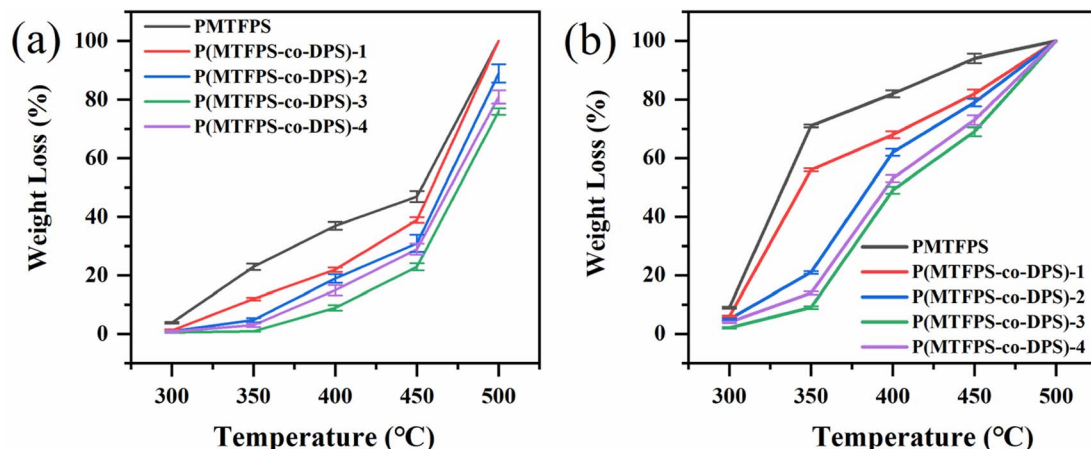 (a)
PMTFPS
P(MTFPS-co-DPS)-1
P(MTFPS-co-DPS)-2
P(MTFPS-co-DPS)-3
P(MTFPS-co-DPS)-4
Weight Loss (%)
100
80
60
40
20
0
300 350 400 450 500
Temperature (°C)
(b)
Weight Loss (%)
100
80
60
40
20
0
PMTFPS
P(MTFPS-co-DPS)-1
P(MTFPS-co-DPS)-2
P(MTFPS-co-DPS)-3
P(MTFPS-co-DPS)-4
300 350 400 450 500
Temperature (°C)